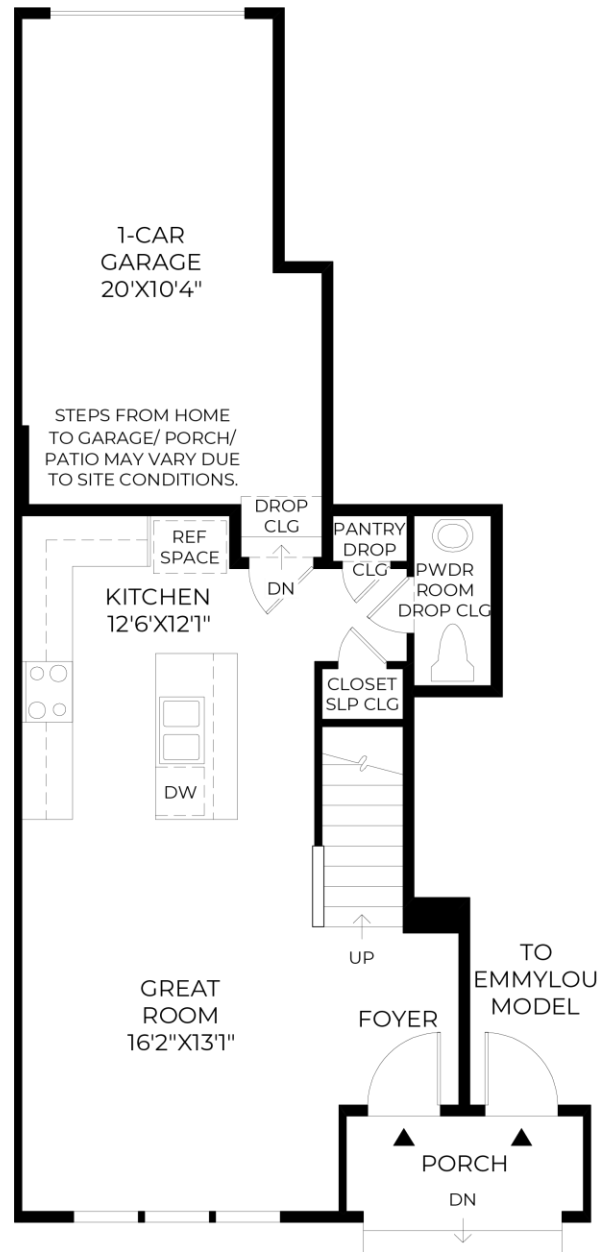 1-CAR
GARAGE
20'X10'4"
STEPS FROM HOME
TO GARAGE/ PORCH/
PATIO MAY VARY DUE
TO SITE CONDITIONS.
DROP
CLG
REF
SPACE
DN
PANTRY
DROP
CLG
PWDR
ROOM
DROP CLG
KITCHEN
12'6'X12'1"
CLOSET
SLP CLG
DW
UP
GREAT
ROOM
16'2"X13'1"
FOYER
TO
EMMYLOU
MODEL
PORCH
DN